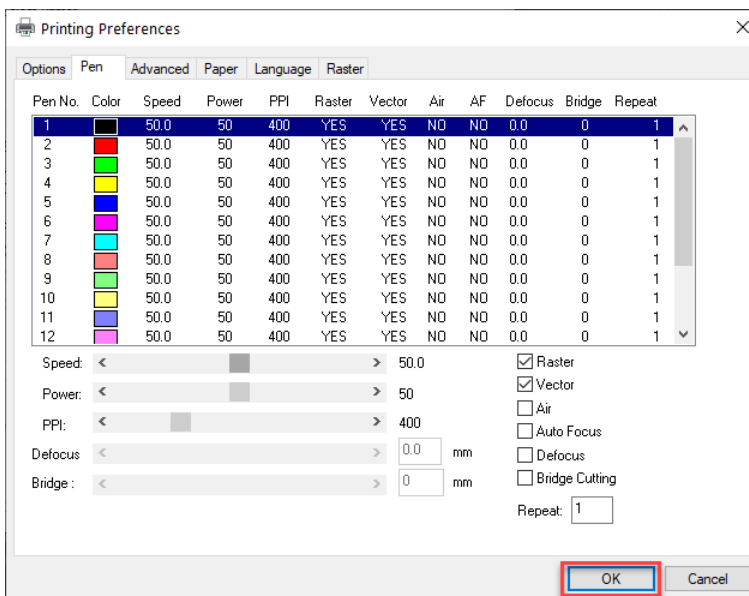 Printing Preferences
Options Pen Advanced Paper Language Raster
Pen No. Color Speed Power PPI Raster Vector Air AF Defocus Bridge Repeat
1 50.0 50 400 YES YES NO NO 0.0 0 1
2 50.0 50 400 YES YES NO NO 0.0 0 1
3 50.0 50 400 YES YES NO NO 0.0 0 1
4 50.0 50 400 YES YES NO NO 0.0 0 1
5 50.0 50 400 YES YES NO NO 0.0 0 1
6 50.0 50 400 YES YES NO NO 0.0 0 1
7 50.0 50 400 YES YES NO NO 0.0 0 1
8 50.0 50 400 YES YES NO NO 0.0 0 1
9 50.0 50 400 YES YES NO NO 0.0 0 1
10 50.0 50 400 YES YES NO NO 0.0 0 1
11 50.0 50 400 YES YES NO NO 0.0 0 1
12 50.0 50 400 YES YES NO NO 0.0 0 1
Speed: 50.0
Power: 50
PPI: 400
Defocus 0.0 mm
Bridge : 0 mm
Raster
Vector
Air
Auto Focus
Defocus
Bridge Cutting
Repeat: 1
OK Cancel